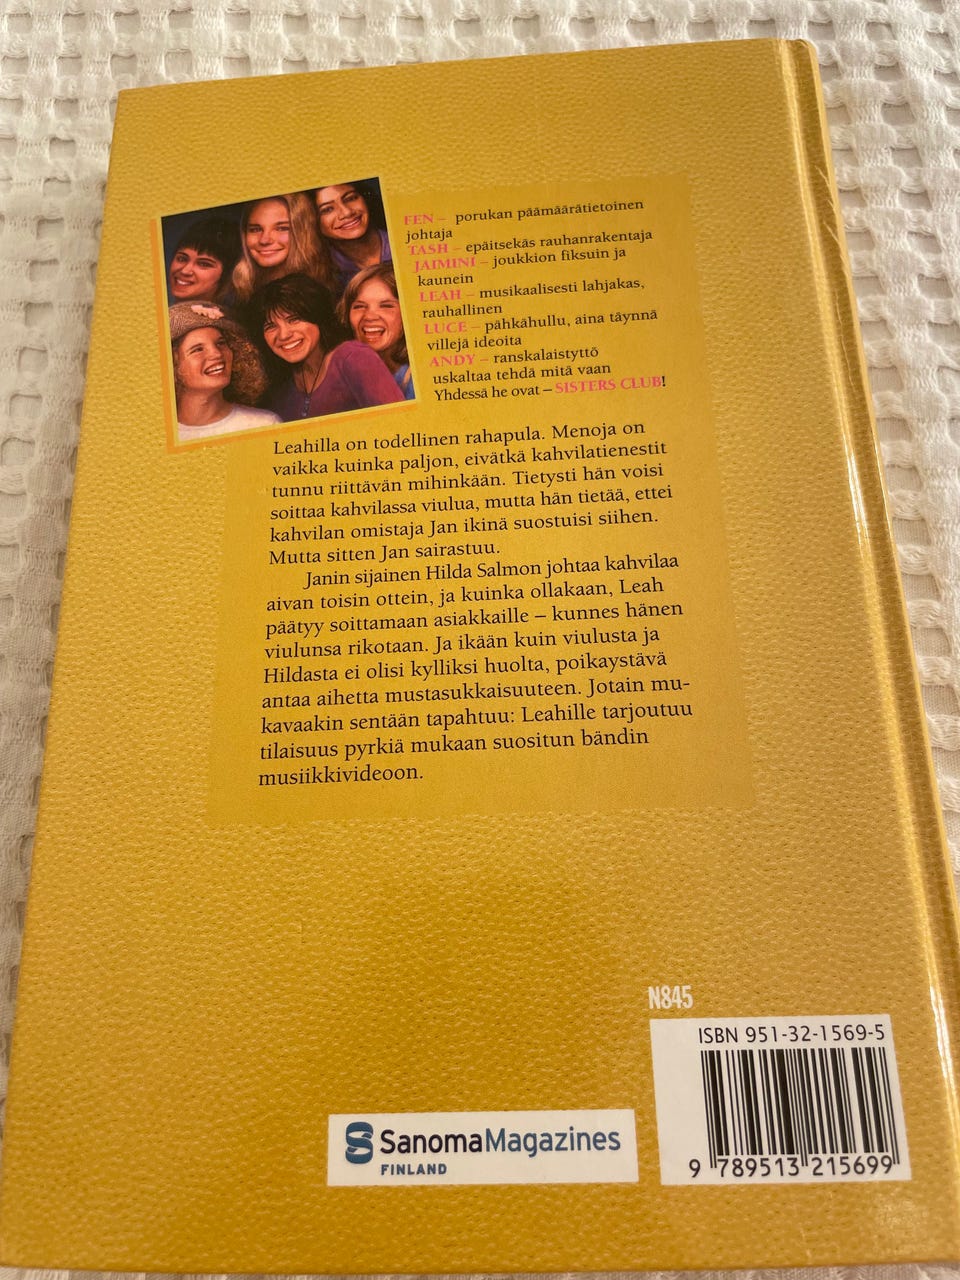 FEN – porukan päämäärätietoinen
johtaja
TASH – epäitsekäs rauhanrakentaja
JAIMINI – joukkion fiksuin ja
kaunein
LEAH – musikaalisesti lahjakas,
rauhallinen
LUCE – pähkähullu, aina täynnä
villejä ideoita
ANDY – ranskalaistyttö
uskaltaa tehdä mitä vaan
Yhdessä he ovat – SISTERS CLUB!
Leahilla on todellinen rahapula. Menoja on
vaikka kuinka paljon, eivätkä kahvilatienestit
tunnu riittävän mihinkään. Tietysti hän voisi
soittaa kahvilassa viulua, mutta hän tietää, ettei
kahvilan omistaja Jan ikinä suostuisi siihen.
Mutta sitten Jan sairastuu.
Janin sijainen Hilda Salmon johtaa kahvilaa
aivan toisin ottein, ja kuinka ollakaan, Leah
päätyy soittamaan asiakkaille – kunnes hänen
viulunsa rikotaan. Ja ikään kuin viulusta ja
Hildasta ei olisi kylliksi huolta, poikaystävä
antaa aihetta mustasukkaisuuteen. Jotain mu-
kavaakin sentään tapahtuu: Leahille tarjoutuu
tilaisuus pyrkiä mukaan suositun bändin
musiikkivideoon.
N845
ISBN 951-32-1569-5
9 789513 215699
SanomaMagazines
FINLAND